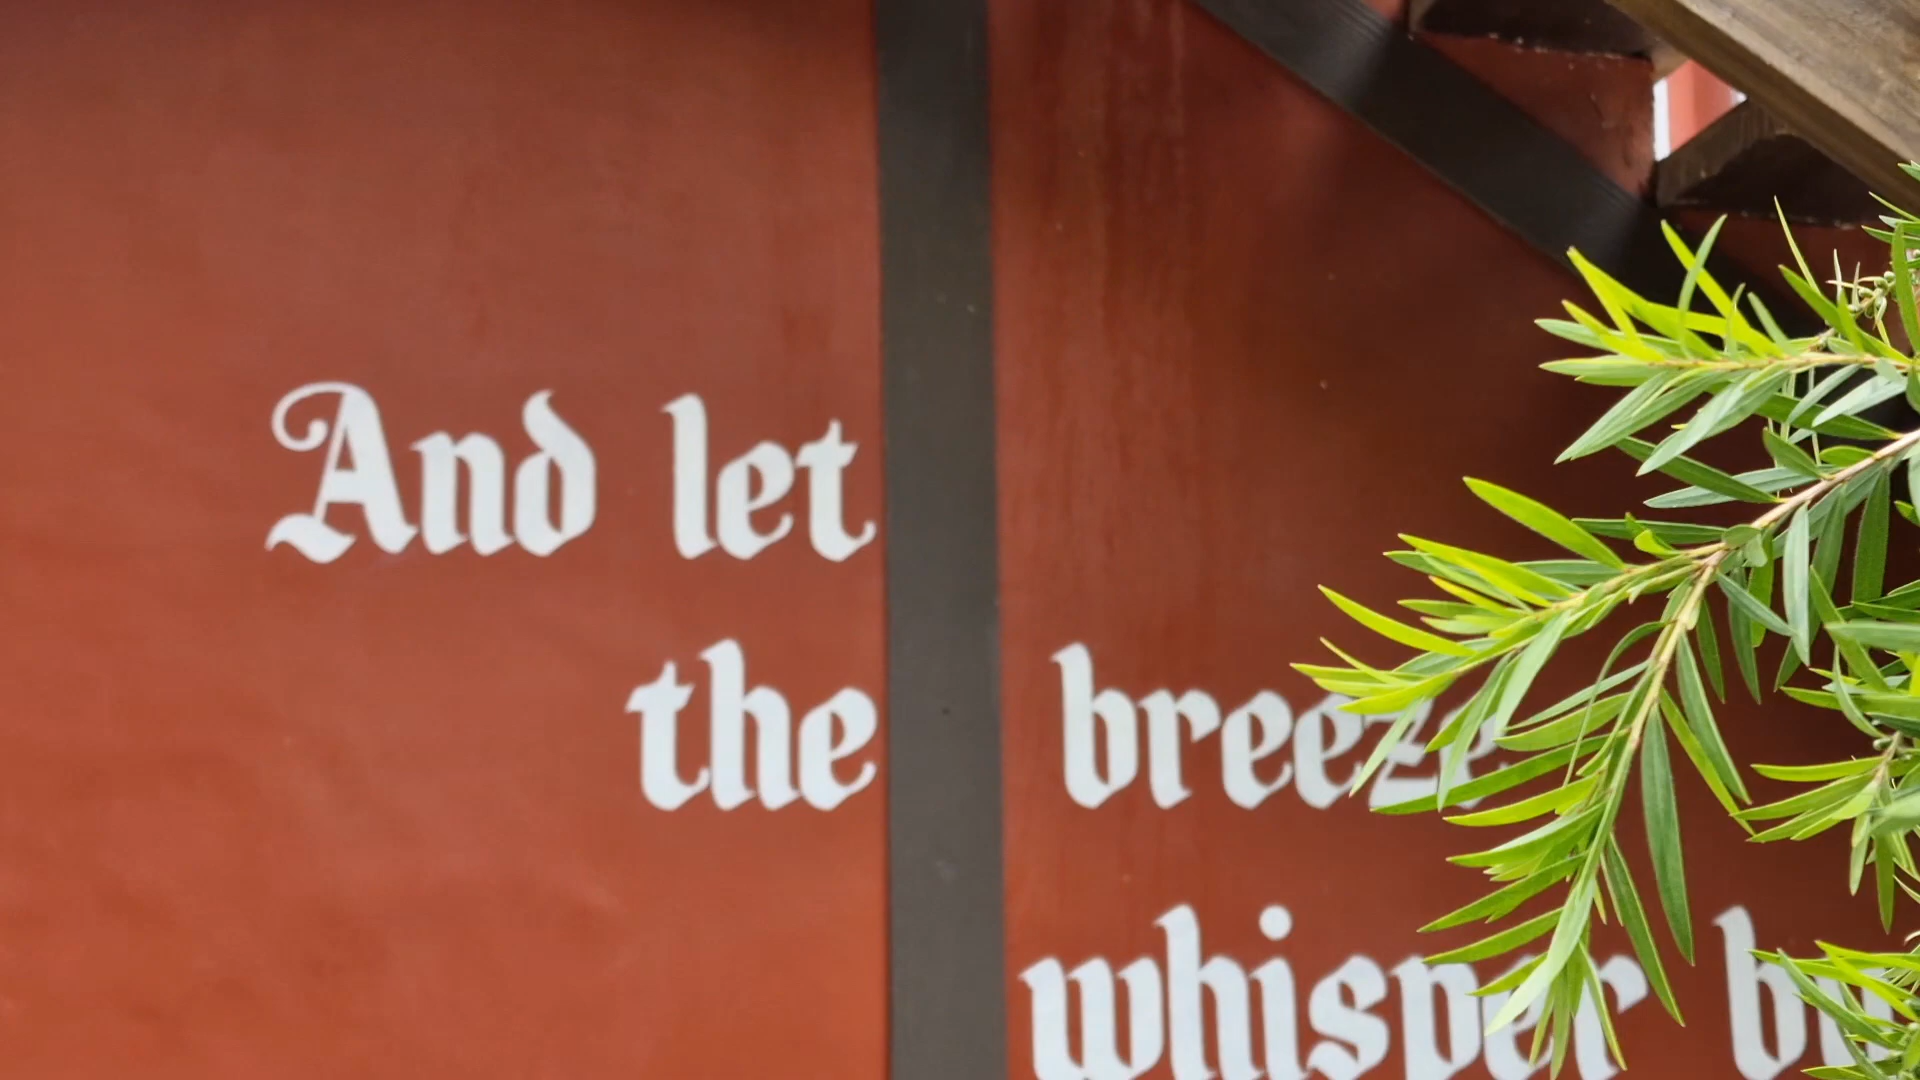 And let
the breeze
whisper